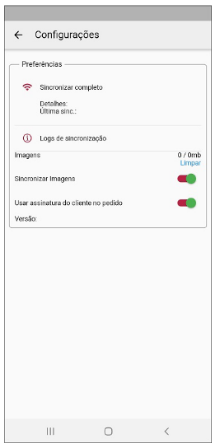 Configurações
Preferências
Sincronizar completo
Detalhes:
Última sinc.:
Logs de sincronização
Imagens 0 / 0mb
Limpar
Sincronizar Imagens
Usar assinatura do cliente no pedido
Versão: